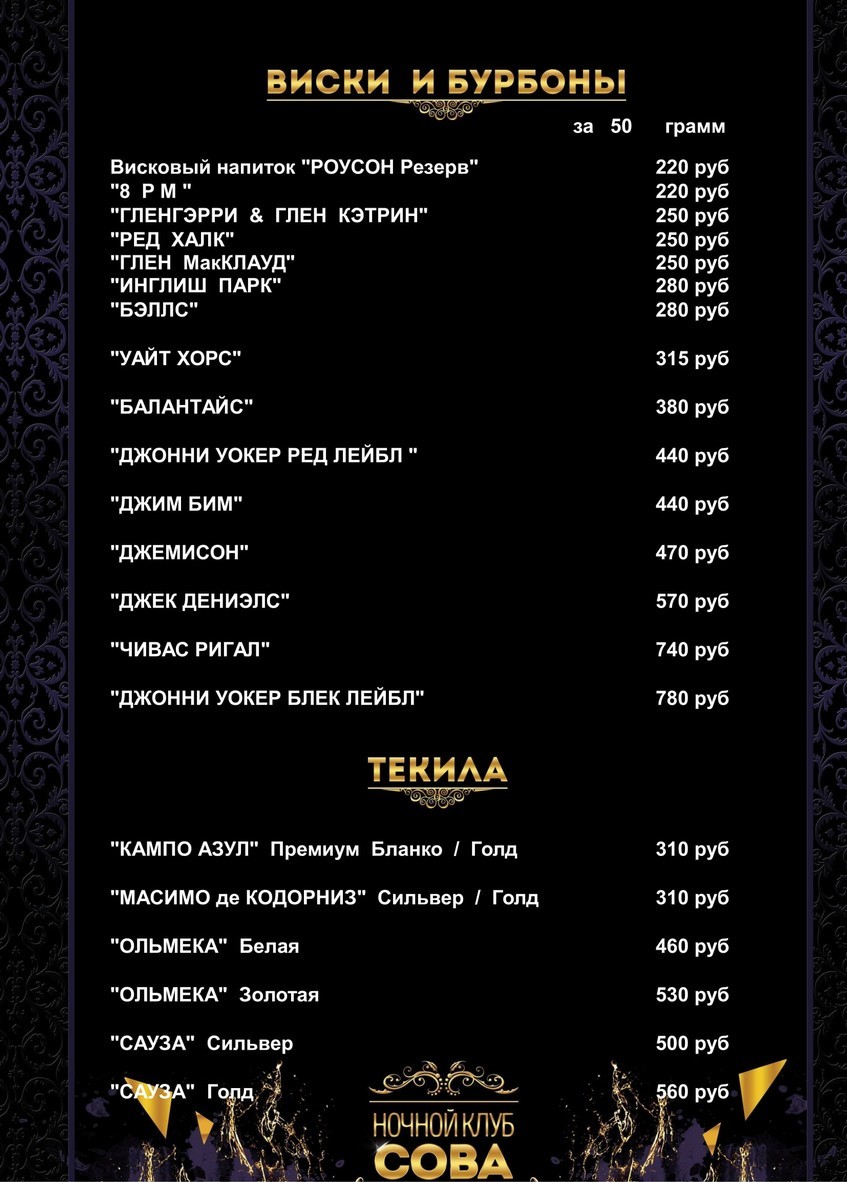 ВИСКИ И БУРБОНЫ
за 50 грамм
Висковый напиток "РОУСОН Резерв" 220 руб
"8 Р М " 220 руб
"ГЛЕНГЭРРИ & ГЛЕН КЭТРИН" 250 руб
"РЕД ХАЛК" 250 руб
"ГЛЕН МакКЛАУД" 250 руб
"ИНГЛИШ ПАРК" 280 руб
"БЭЛЛС" 280 руб
"УАЙТ ХОРС" 315 руб
"БАЛАНТАЙС" 380 руб
"ДЖОННИ УОКЕР РЕД ЛЕЙБЛ " 440 руб
"ДЖИМ БИМ" 440 руб
"ДЖЕМИСОН" 470 руб
"ДЖЕК ДЕНИЭЛС" 570 руб
"ЧИВАС РИГАЛ" 740 руб
"ДЖОННИ УОКЕР БЛЕК ЛЕЙБЛ" 780 руб
ТЕКИЛА
"КАМПО АЗУЛ" Премиум Бланко / Голд 310 руб
"МАСИМО де КОДОРНИЗ" Сильвер / Голд 310 руб
"ОЛЬМЕКА" Белая 460 руб
"ОЛЬМЕКА" Золотая 530 руб
"САУЗА" Сильвер 500 руб
"САУЗА" Голд 560 руб
НОЧНОЙ КЛУБ
СОВА